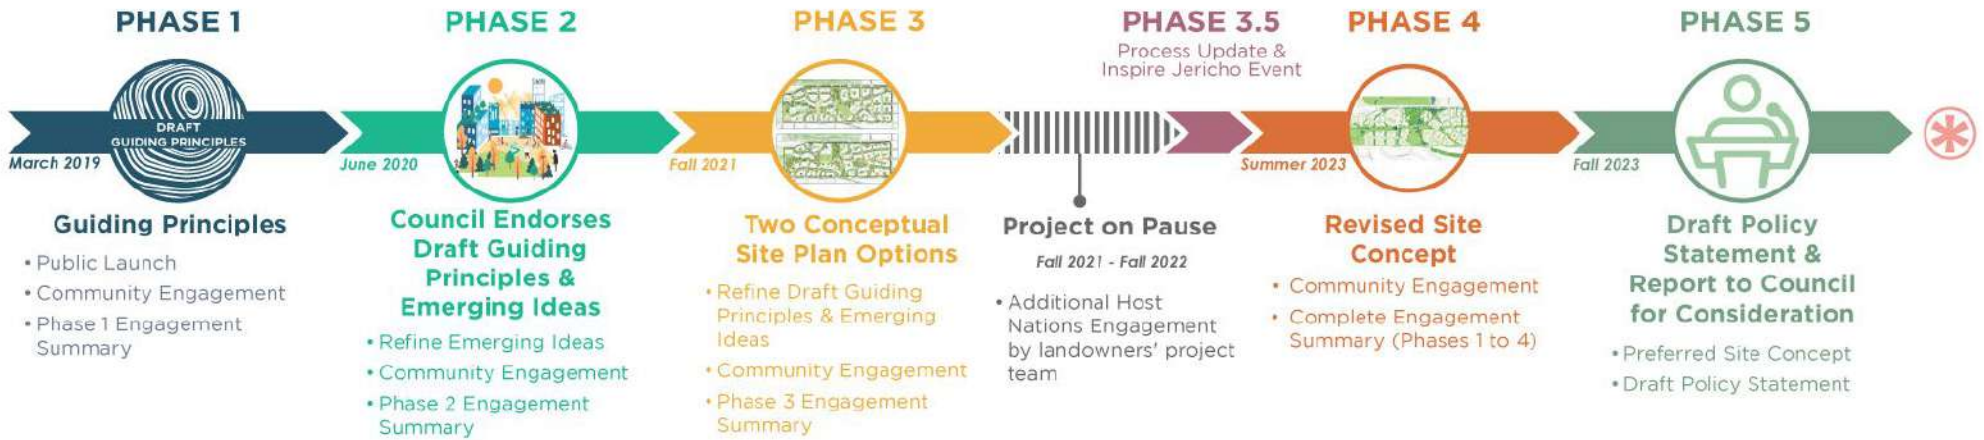 PHASE 1
DRAFT
GUIDING PRINCIPLES
March 2019
Guiding Principles
• Public Launch
• Community Engagement
• Phase 1 Engagement
Summary
PHASE 2
June 2020
Council Endorses
Draft Guiding
Principles &
Emerging Ideas
• Refine Emerging Ideas
• Community Engagement
• Phase 2 Engagement
Summary
PHASE 3
Fall 2021
Two Conceptual
Site Plan Options
• Refine Draft Guiding
Principles & Emerging
Ideas
• Community Engagement
• Phase 3 Engagement
Summary
Project on Pause
Fall 2021 - Fall 2022
• Additional Host
Nations Engagement
by landowners' project
team
PHASE 3.5
Process Update &
Inspire Jericho Event
PHASE 4
Summer 2023
Revised Site
Concept
• Community Engagement
• Complete Engagement
Summary (Phases 1 to 4)
PHASE 5
Fall 2023
Draft Policy
Statement &
Report to Council
for Consideration
• Preferred Site Concept
• Draft Policy Statement